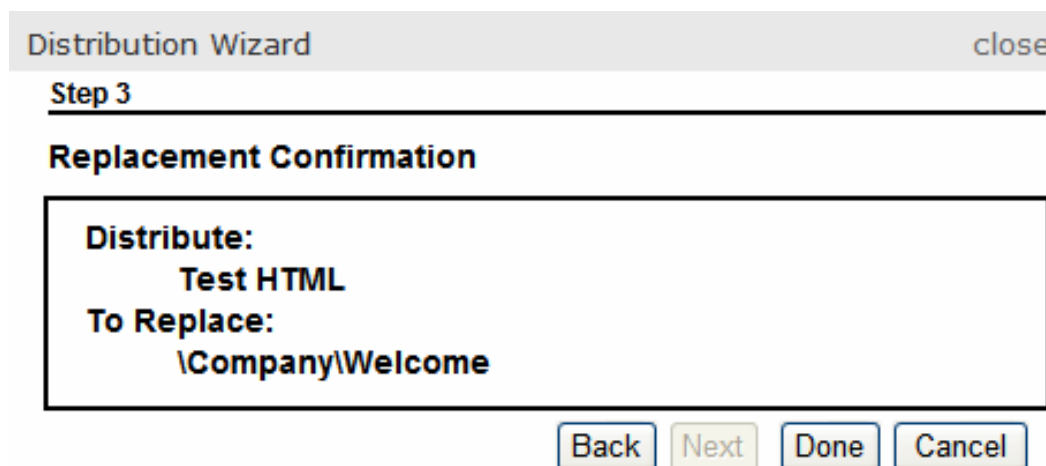 Distribution Wizard close
Step 3
Replacement Confirmation
Distribute:
Test HTML
To Replace:
\Company\Welcome
Back Next Done Cancel